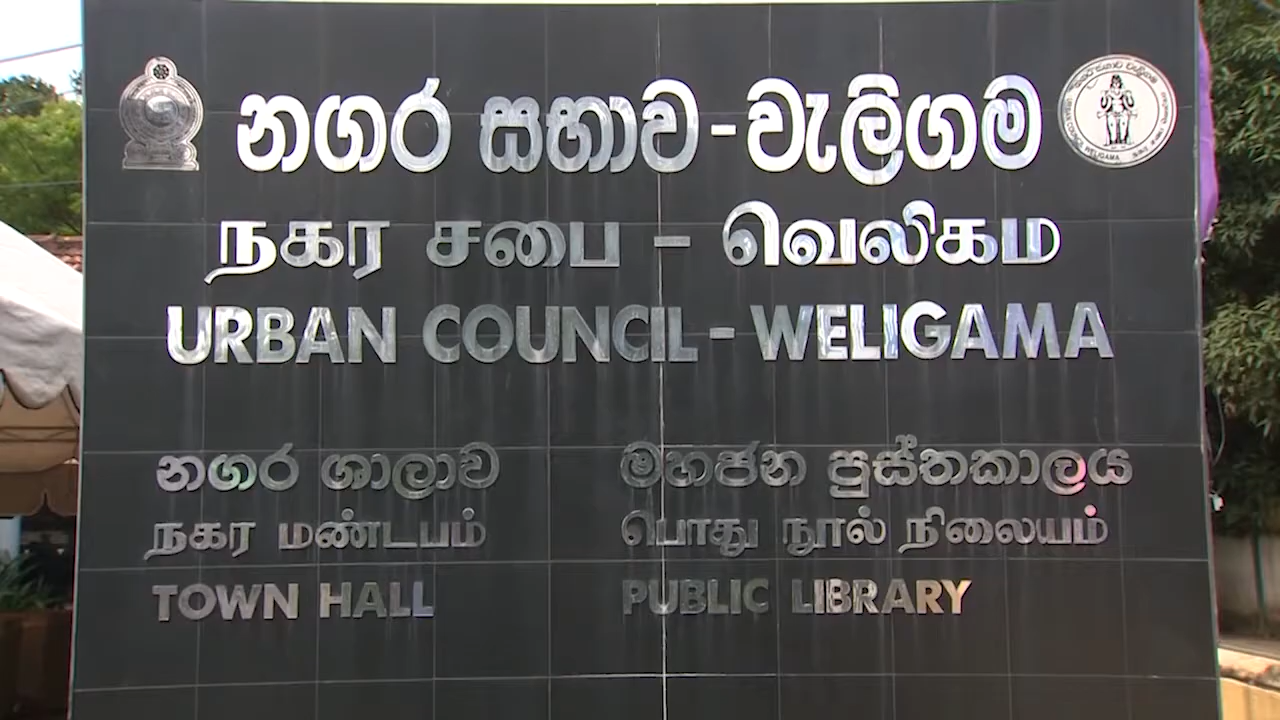 නගර සභාව - වැලිගම
நகர சபை - வெலிகம
URBAN COUNCIL - WELIGAMA
නගර ශාලාව
நகர மண்டபம்
TOWN HALL
මහජන පුස්තකාලය
பொது நூல் நிலையம்
PUBLIC LIBRARY